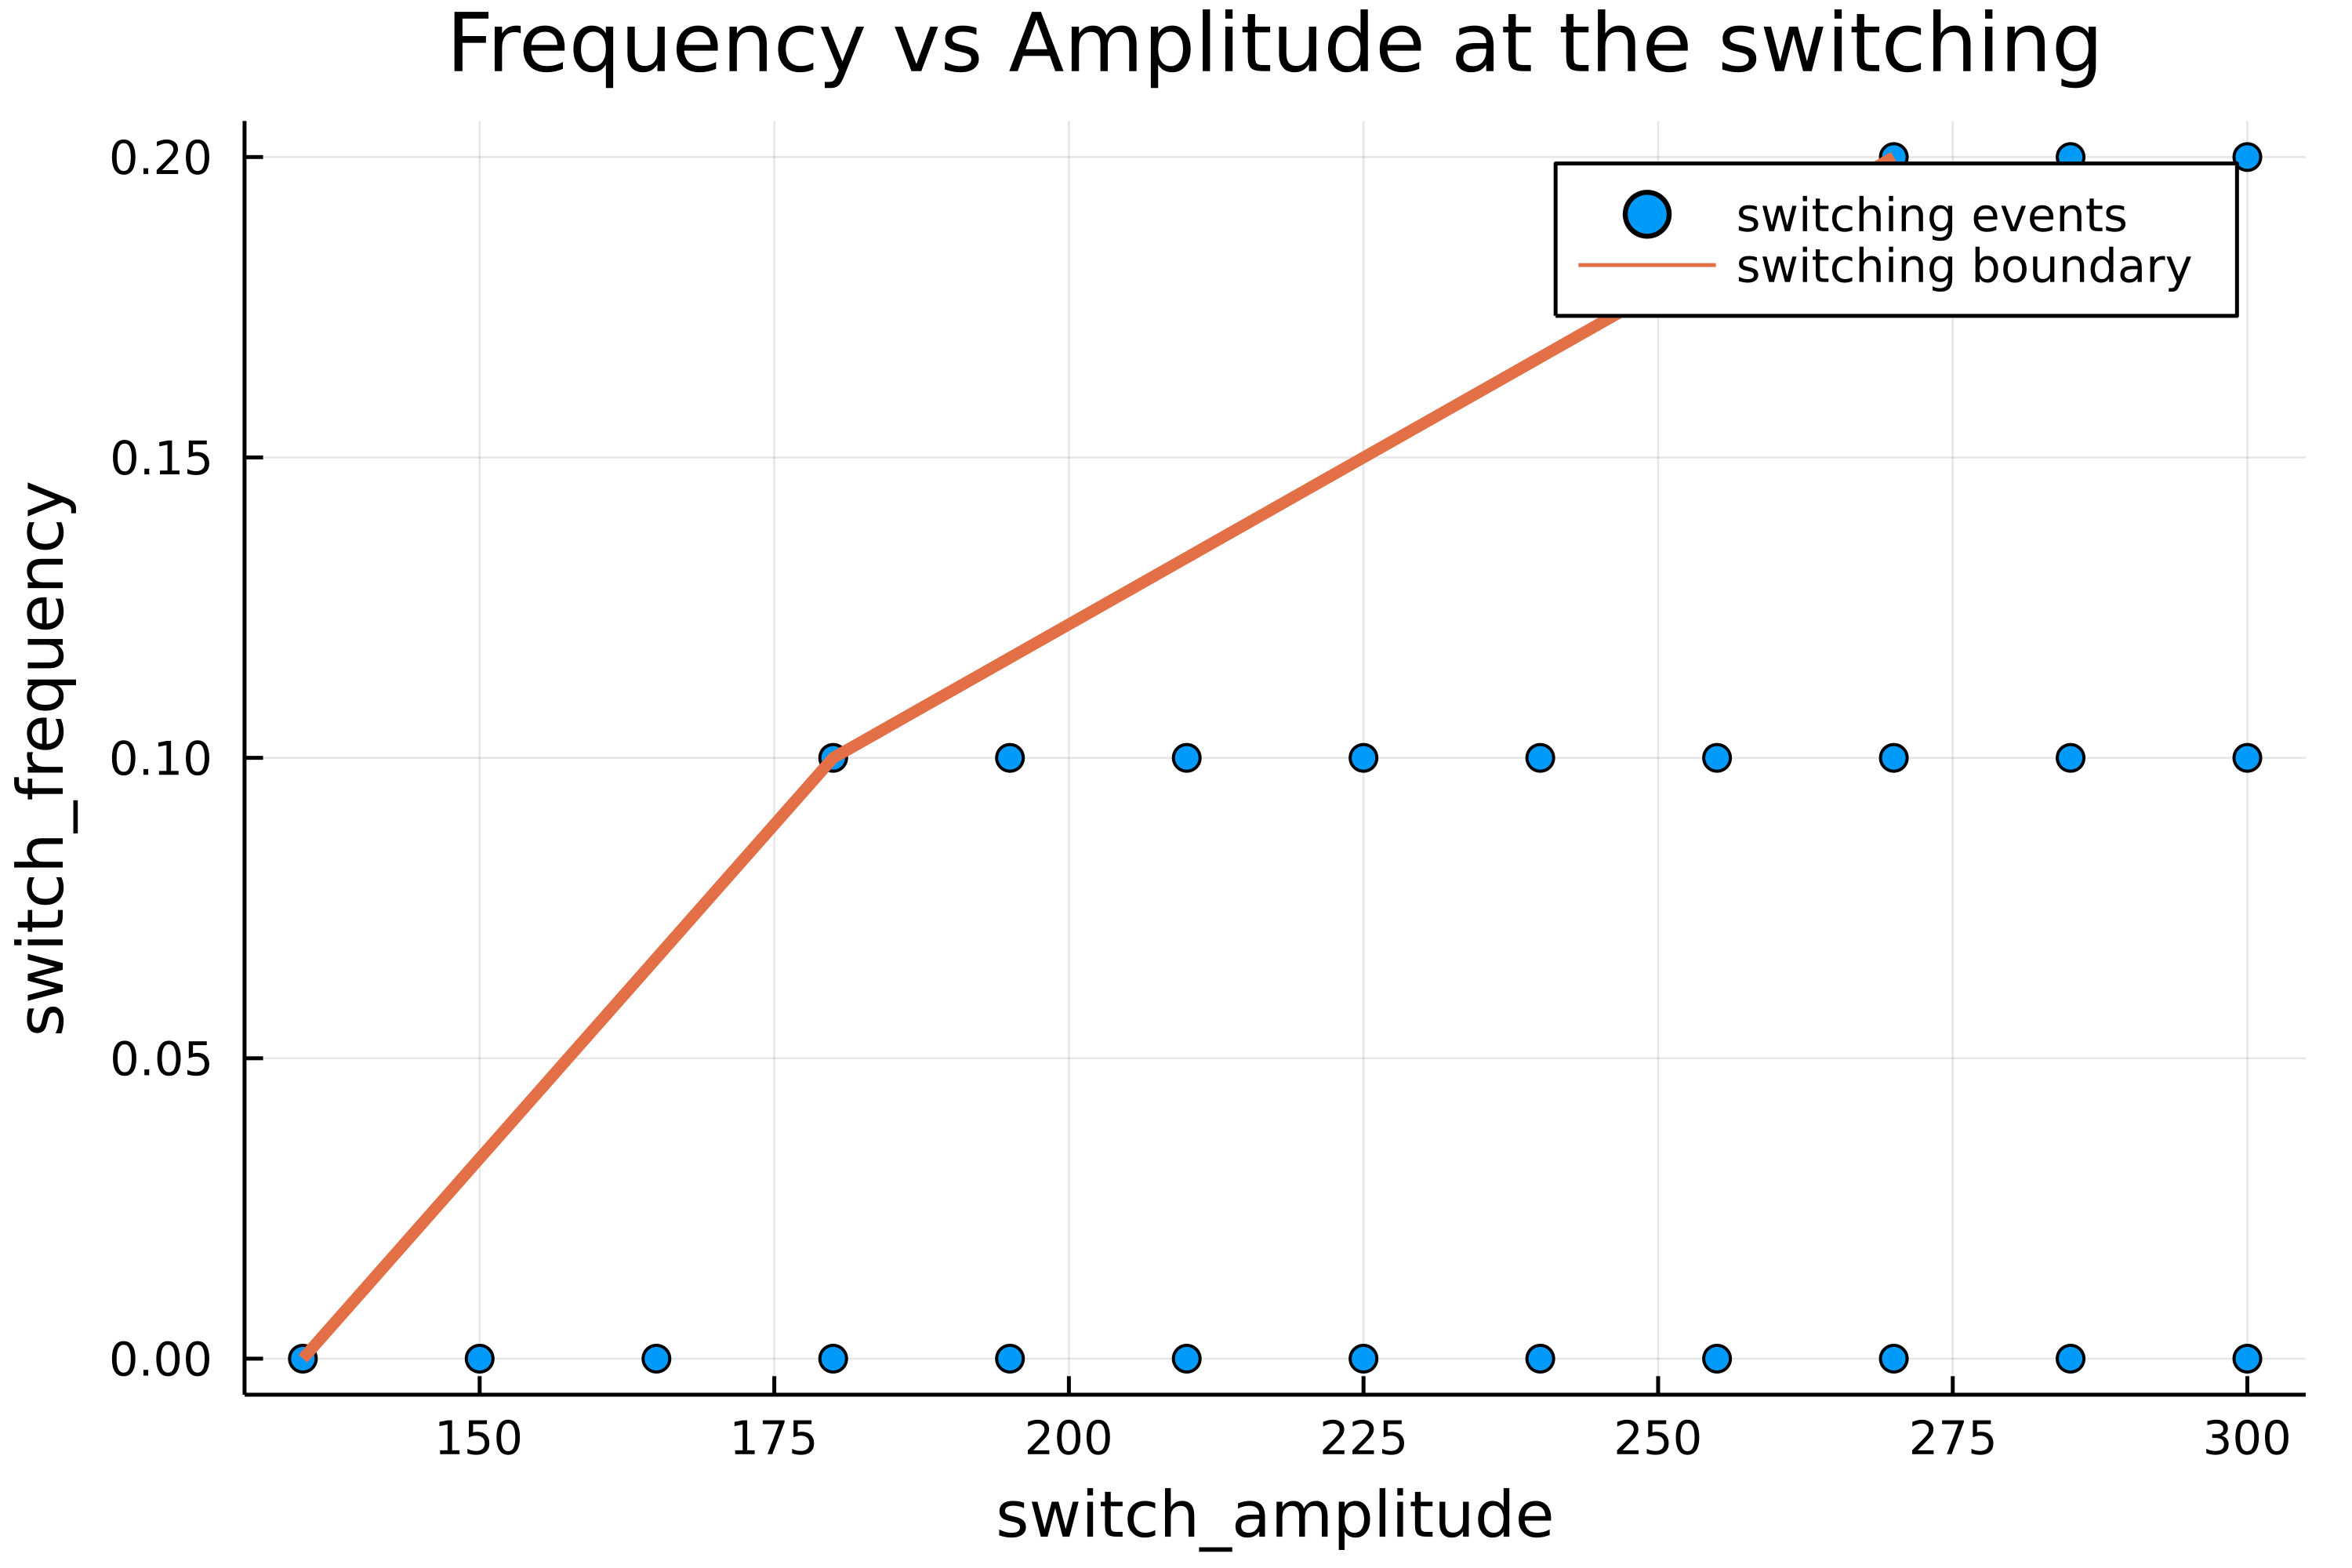 Frequency vs Amplitude at the switching
0.20
0.15
0.10
0.05
0.00
switch_frequency
switching events
switching boundary
150 175 200 225 250 275 300
switch_amplitude